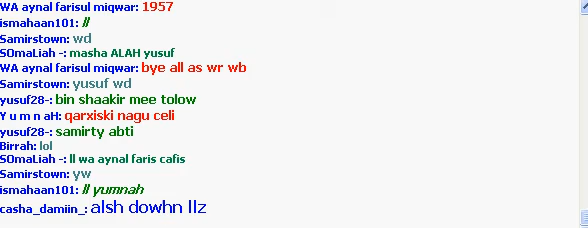 WA aynal farisul miqwar: 1957
ismahaan101: //
Samirstown: wd
SOmaLiah -: masha ALAH yusuf
WA aynal farisul miqwar: bye all as wr wb
Samirstown: yusuf wd
yusuf28-: bin shaakir mee tolow
Y u m n aH: qarxiski nagu celi
yusuf28-: samirty abti
Birrah: lol
SOmaLiah -: ll wa aynal faris cafis
Samirstown: yw
ismahaan101: // yumnah
casha_damiin_: alsh dowhn llz